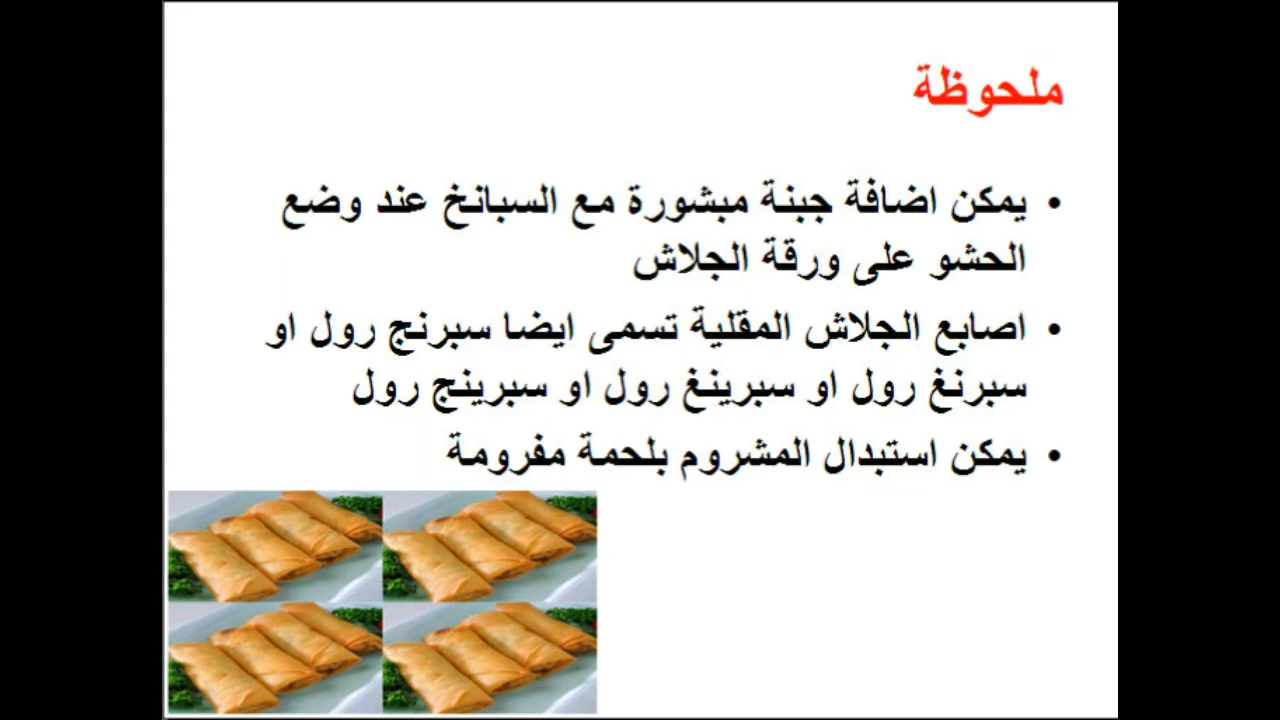 ملحوظة
• يمكن اضافة جبنة مبشورة مع السبانخ عند وضع
الحشو على ورقة الجلاش
• اصابع الجلاش المقلية تسمى ايضا سبرنج رول او
سبرنغ رول او سبرينغ رول او سبرينج رول
• يمكن استبدال المشروم بلحمة مفرومة